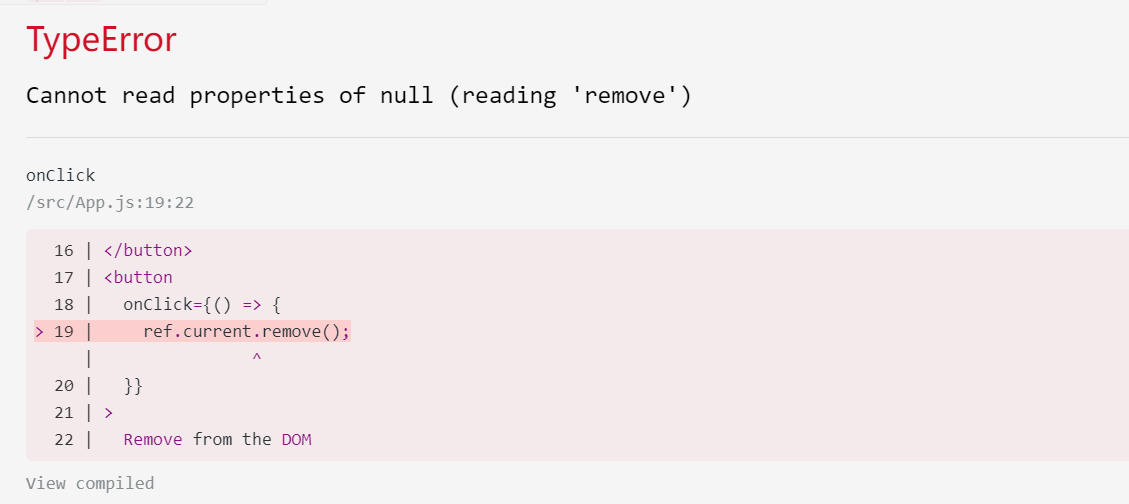 TypeError
Cannot read properties of null (reading 'remove')
onClick
/src/App.js:19:22
16 | </button>
17 | <button
18 |   onClick={() => {
> 19 |     ref.current.remove();
|                ^
20 |   }}
21 | >
22 |   Remove from the DOM
View compiled